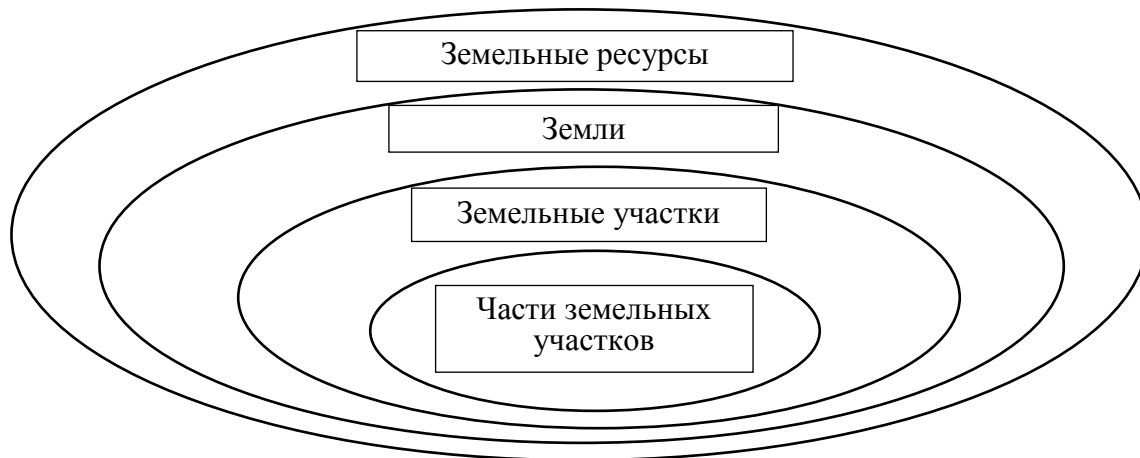 Земельные ресурсы
Земли
Земельные участки
Части земельных
участков